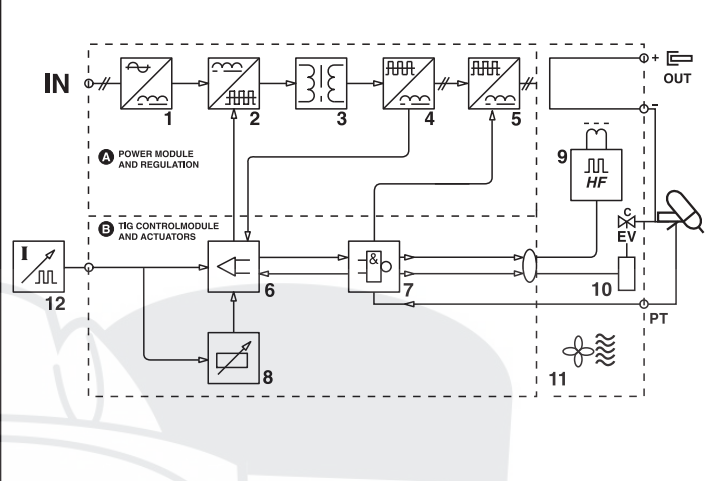 IN
+
OUT
-
1
2
3
4
5
A POWER MODULE
AND REGULATION
9
HF
B TIG CONTROLMODULE
AND ACTUATORS
C
EV
I
12
6
&
7
10
PT
8
11